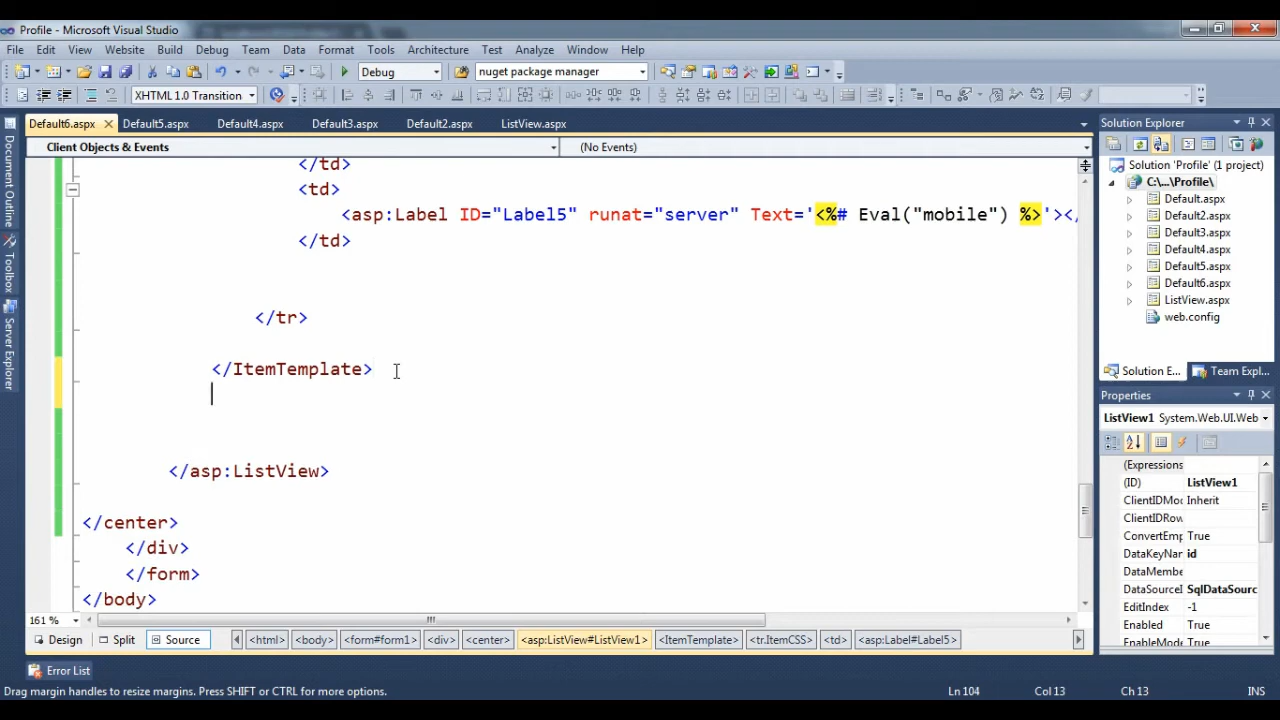 Profile - Microsoft Visual Studio
File Edit View Website Build Debug Team Data Format Tools Architecture Test Analyze Window Help
Debug nuget package manager
XHTML 1.0 Transition
Default6.aspx Default5.aspx Default4.aspx Default3.aspx Default2.aspx ListView.aspx
Client Objects & Events (No Events)
</td>
<td>
<asp:Label ID="Label5" runat="server" Text='<%# Eval("mobile") %>'></
</td>
</tr>
</ItemTemplate>
</asp:ListView>
</center>
</div>
</form>
</body>
161 %
Design Split Source <html> <body> <form#form1> <div> <center> <asp:ListView#ListView1> <ItemTemplate> <tr.ItemCSS> <td> <asp:Label#Label5>
Error List
Drag margin handles to resize margins. Press SHIFT or CTRL for more options. Ln 104 Col 13 Ch 13 INS
Document Outline
Toolbox
Server Explorer
Solution Explorer
Solution 'Profile' (1 project)
C:\...\Profile\
Default.aspx
Default2.aspx
Default3.aspx
Default4.aspx
Default5.aspx
Default6.aspx
ListView.aspx
web.config
Solution E... Team Expl...
Properties
ListView1 System.Web.UI.Web
(Expressions
(ID) ListView1
ClientIDMod Inherit
ClientIDRow
ConvertEmp True
DataKeyNar id
DataMember
DataSourceI SqlDataSourc
EditIndex -1
Enabled True
EnableMode True